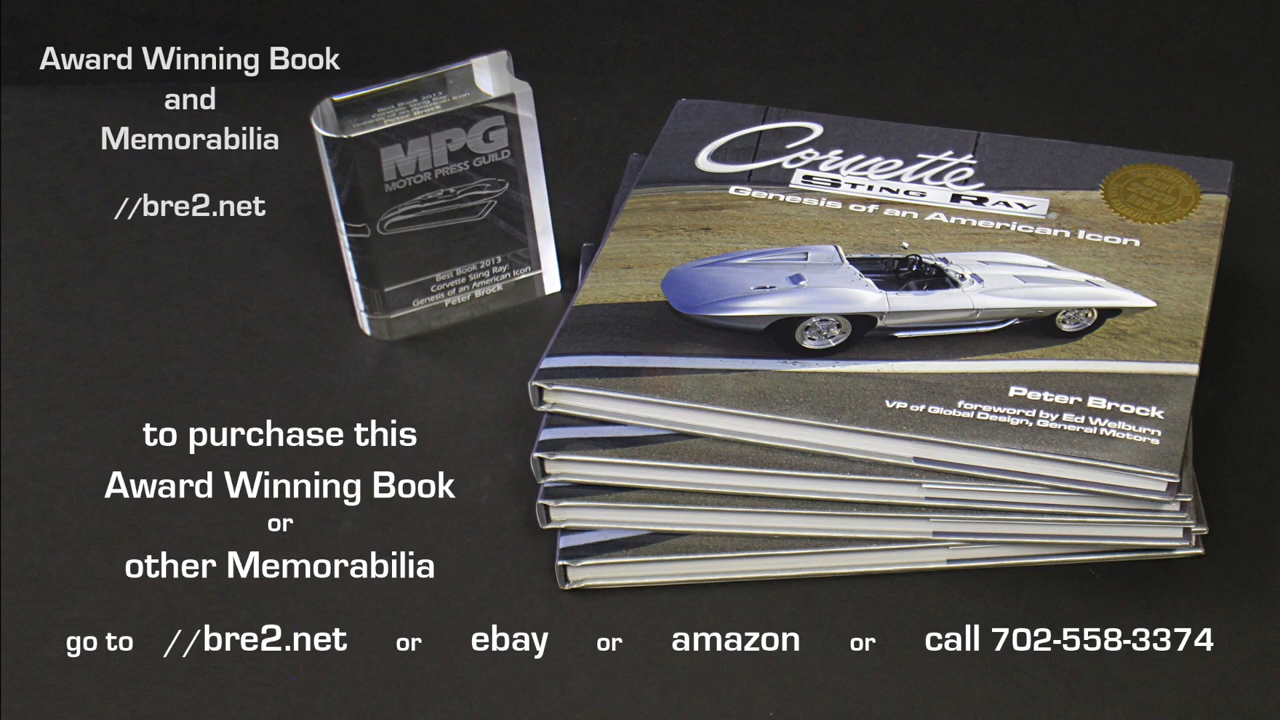 Award Winning Book
and
Memorabilia
//bre2.net
MPG
MOTOR PRESS GUILD
Best Book 2013
Corvette Sting Ray:
Genesis of an American Icon
Peter Brock
Corvette
STING RAY
Genesis of an American Icon
Peter Brock
foreword by Ed Welburn
VP of Global Design, General Motors
to purchase this
Award Winning Book
or
other Memorabilia
go to //bre2.net or ebay or amazon or call 702-558-3374